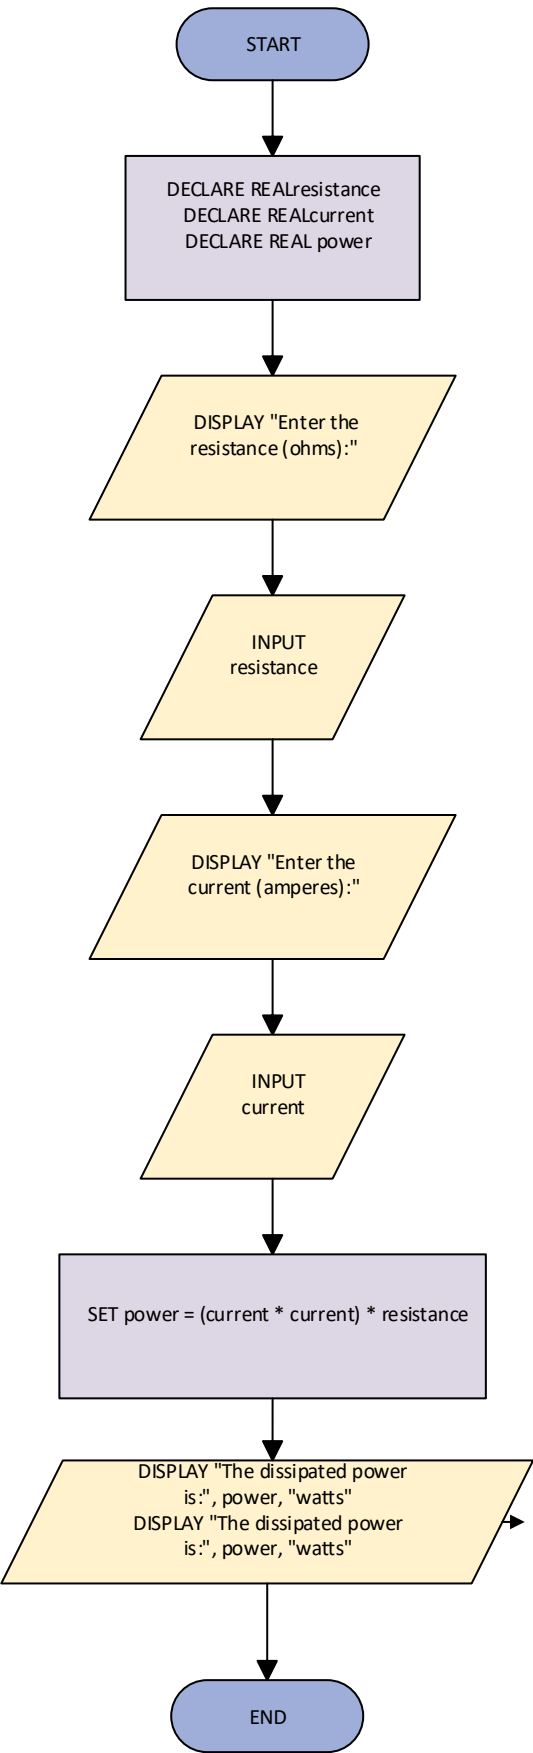 START
DECLARE REALresistance
DECLARE REALcurrent
DECLARE REAL power
DISPLAY "Enter the
resistance (ohms):"
INPUT
resistance
DISPLAY "Enter the
current (amperes):"
INPUT
current
SET power = (current * current) * resistance
DISPLAY "The dissipated power
is:", power, "watts"
DISPLAY "The dissipated power
is:", power, "watts"
END